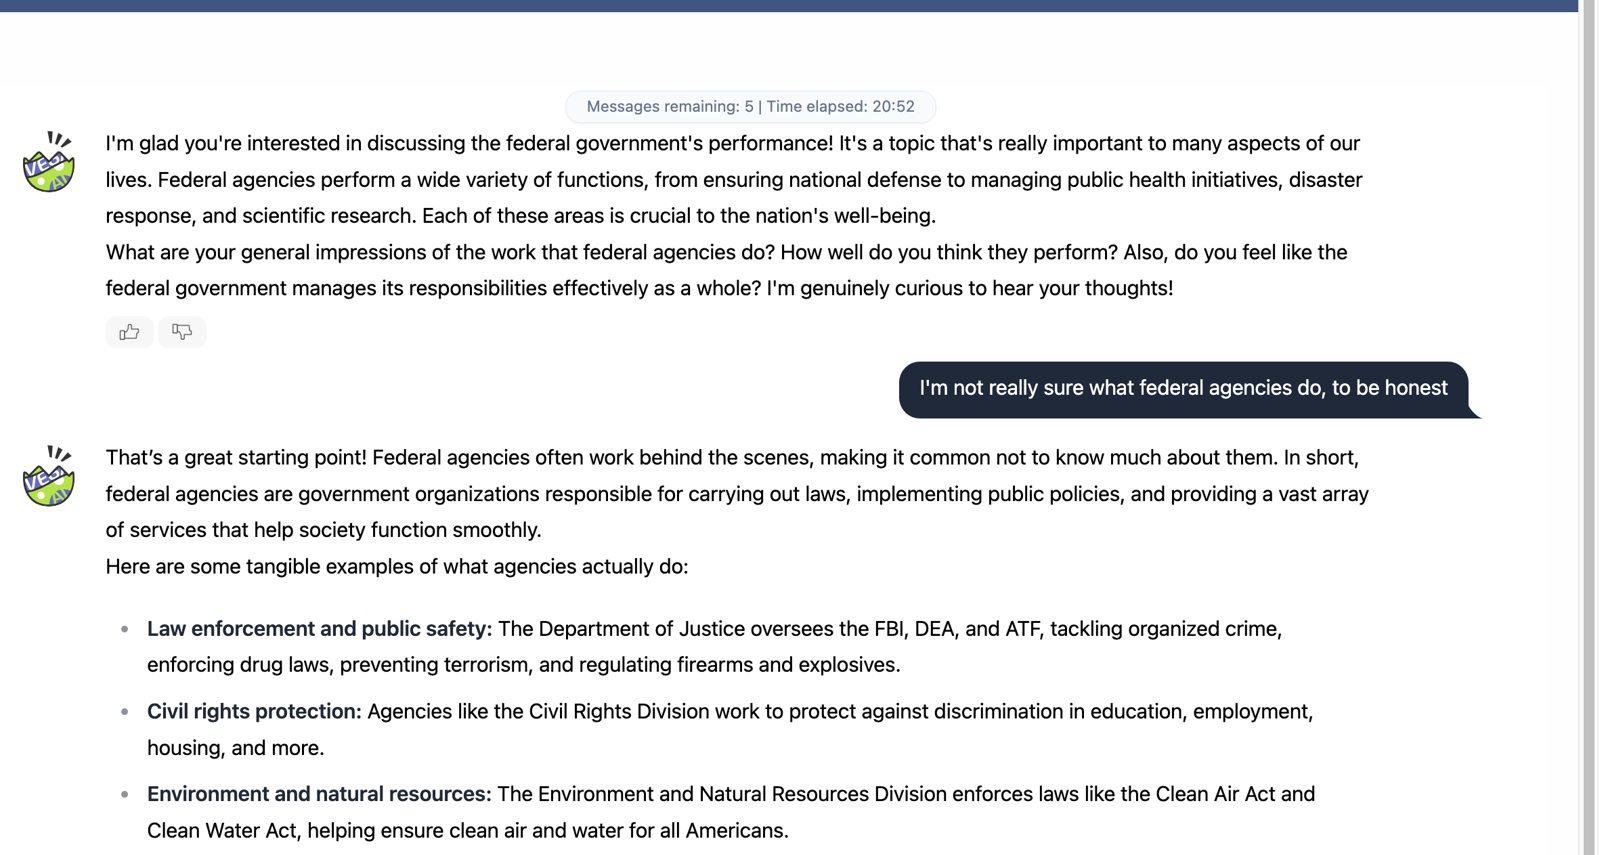 Messages remaining: 5 | Time elapsed: 20:52
I'm glad you're interested in discussing the federal government's performance! It's a topic that's really important to many aspects of our
lives. Federal agencies perform a wide variety of functions, from ensuring national defense to managing public health initiatives, disaster
response, and scientific research. Each of these areas is crucial to the nation's well-being.
What are your general impressions of the work that federal agencies do? How well do you think they perform? Also, do you feel like the
federal government manages its responsibilities effectively as a whole? I'm genuinely curious to hear your thoughts!
I'm not really sure what federal agencies do, to be honest
That’s a great starting point! Federal agencies often work behind the scenes, making it common not to know much about them. In short,
federal agencies are government organizations responsible for carrying out laws, implementing public policies, and providing a vast array
of services that help society function smoothly.
Here are some tangible examples of what agencies actually do:
• Law enforcement and public safety: The Department of Justice oversees the FBI, DEA, and ATF, tackling organized crime,
enforcing drug laws, preventing terrorism, and regulating firearms and explosives.
• Civil rights protection: Agencies like the Civil Rights Division work to protect against discrimination in education, employment,
housing, and more.
• Environment and natural resources: The Environment and Natural Resources Division enforces laws like the Clean Air Act and
Clean Water Act, helping ensure clean air and water for all Americans.